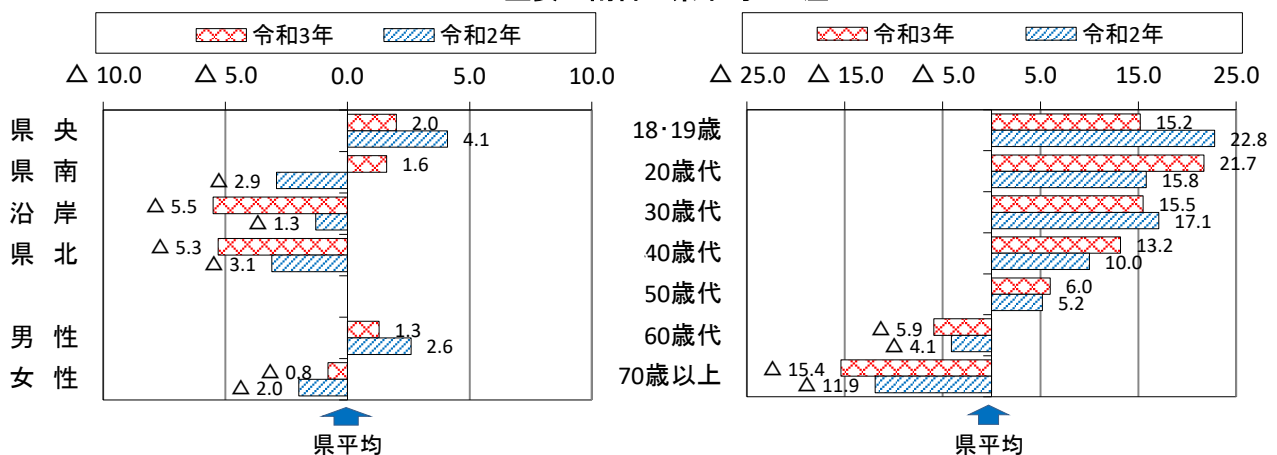 令和3年 令和2年
△ 10.0 △ 5.0 0.0 5.0 10.0
県央 2.0 4.1
県南 1.6 △ 2.9
沿岸 △ 5.5 △ 1.3
県北 △ 5.3 △ 3.1
男性 1.3 2.6
女性 △ 0.8 △ 2.0
県平均
令和3年 令和2年
△ 25.0 △ 15.0 △ 5.0 5.0 15.0 25.0
18･19歳 15.2 22.8
20歳代 21.7 15.8
30歳代 15.5 17.1
40歳代 13.2 10.0
50歳代 6.0 5.2
60歳代 △ 5.9 △ 4.1
70歳以上 △ 15.4 △ 11.9
県平均